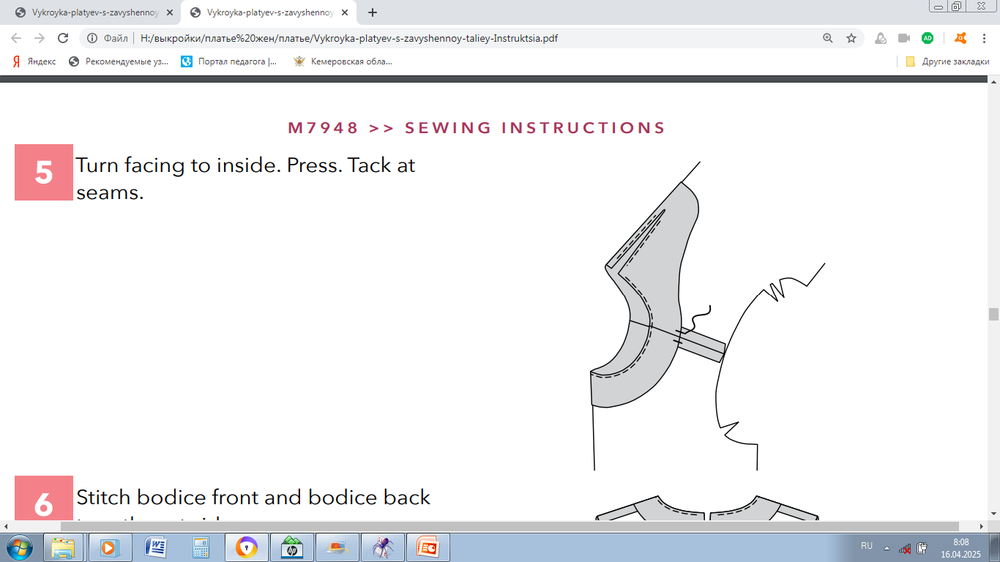 Vykroyka-platyev-s-zavyshennoy
Vykroyka-platyev-s-zavyshennoy
Файл
H:/выкройки/платье%20жен/платье/Vykroyka-platyev-s-zavyshennoy-taliey-Instruktsia.pdf
AD
Яндекс
Рекомендуемые уз...
Портал педагога |...
Кемеровская обла...
Другие закладки
M7948 >> SEWING INSTRUCTIONS
5
Turn facing to inside. Press. Tack at
seams.
6
Stitch bodice front and bodice back
RU
8:08
16.04.2025